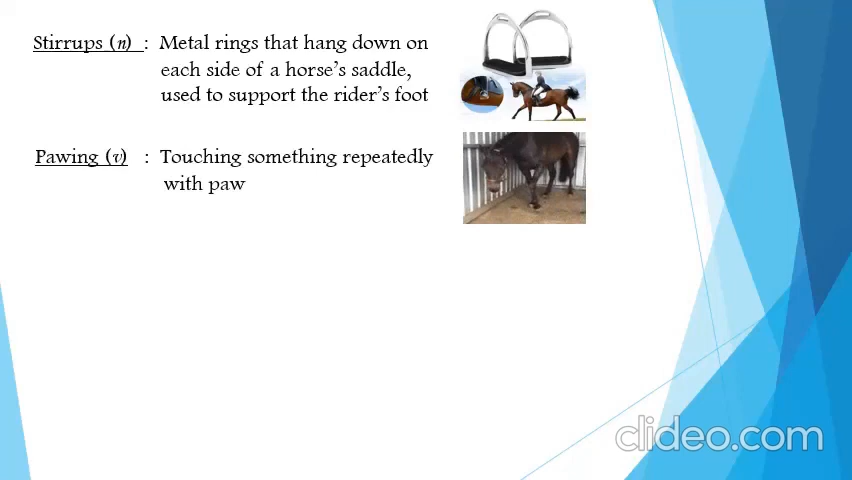 Stirrups (n) : Metal rings that hang down on
each side of a horse's saddle,
used to support the rider's foot
Pawing (v) : Touching something repeatedly
with paw
clideo.com